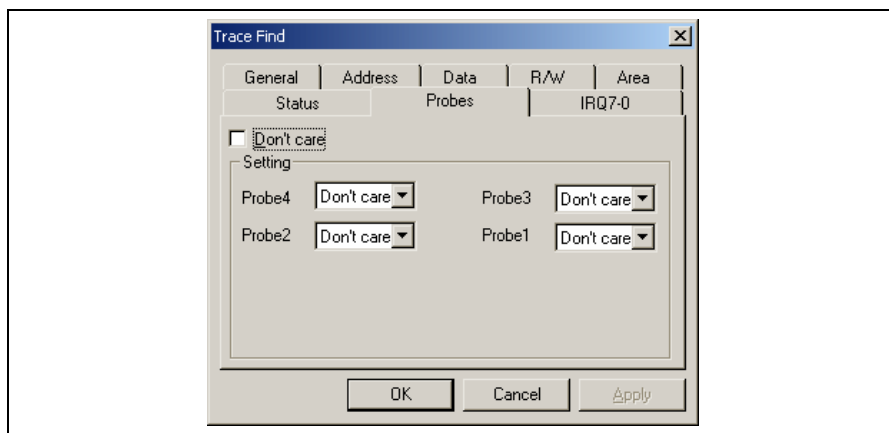 Trace Find
General Address Data R/W Area
Status Probes IRQ7-0
Don't care
Setting
Probe4 Don't care Probe3 Don't care
Probe2 Don't care Probe1 Don't care
OK Cancel Apply